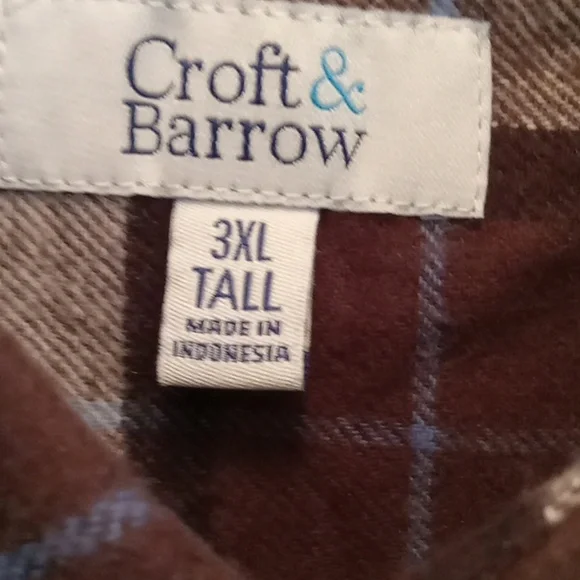 Croft &
Barrow
3XL
TALL
MADE IN
INDONESIA